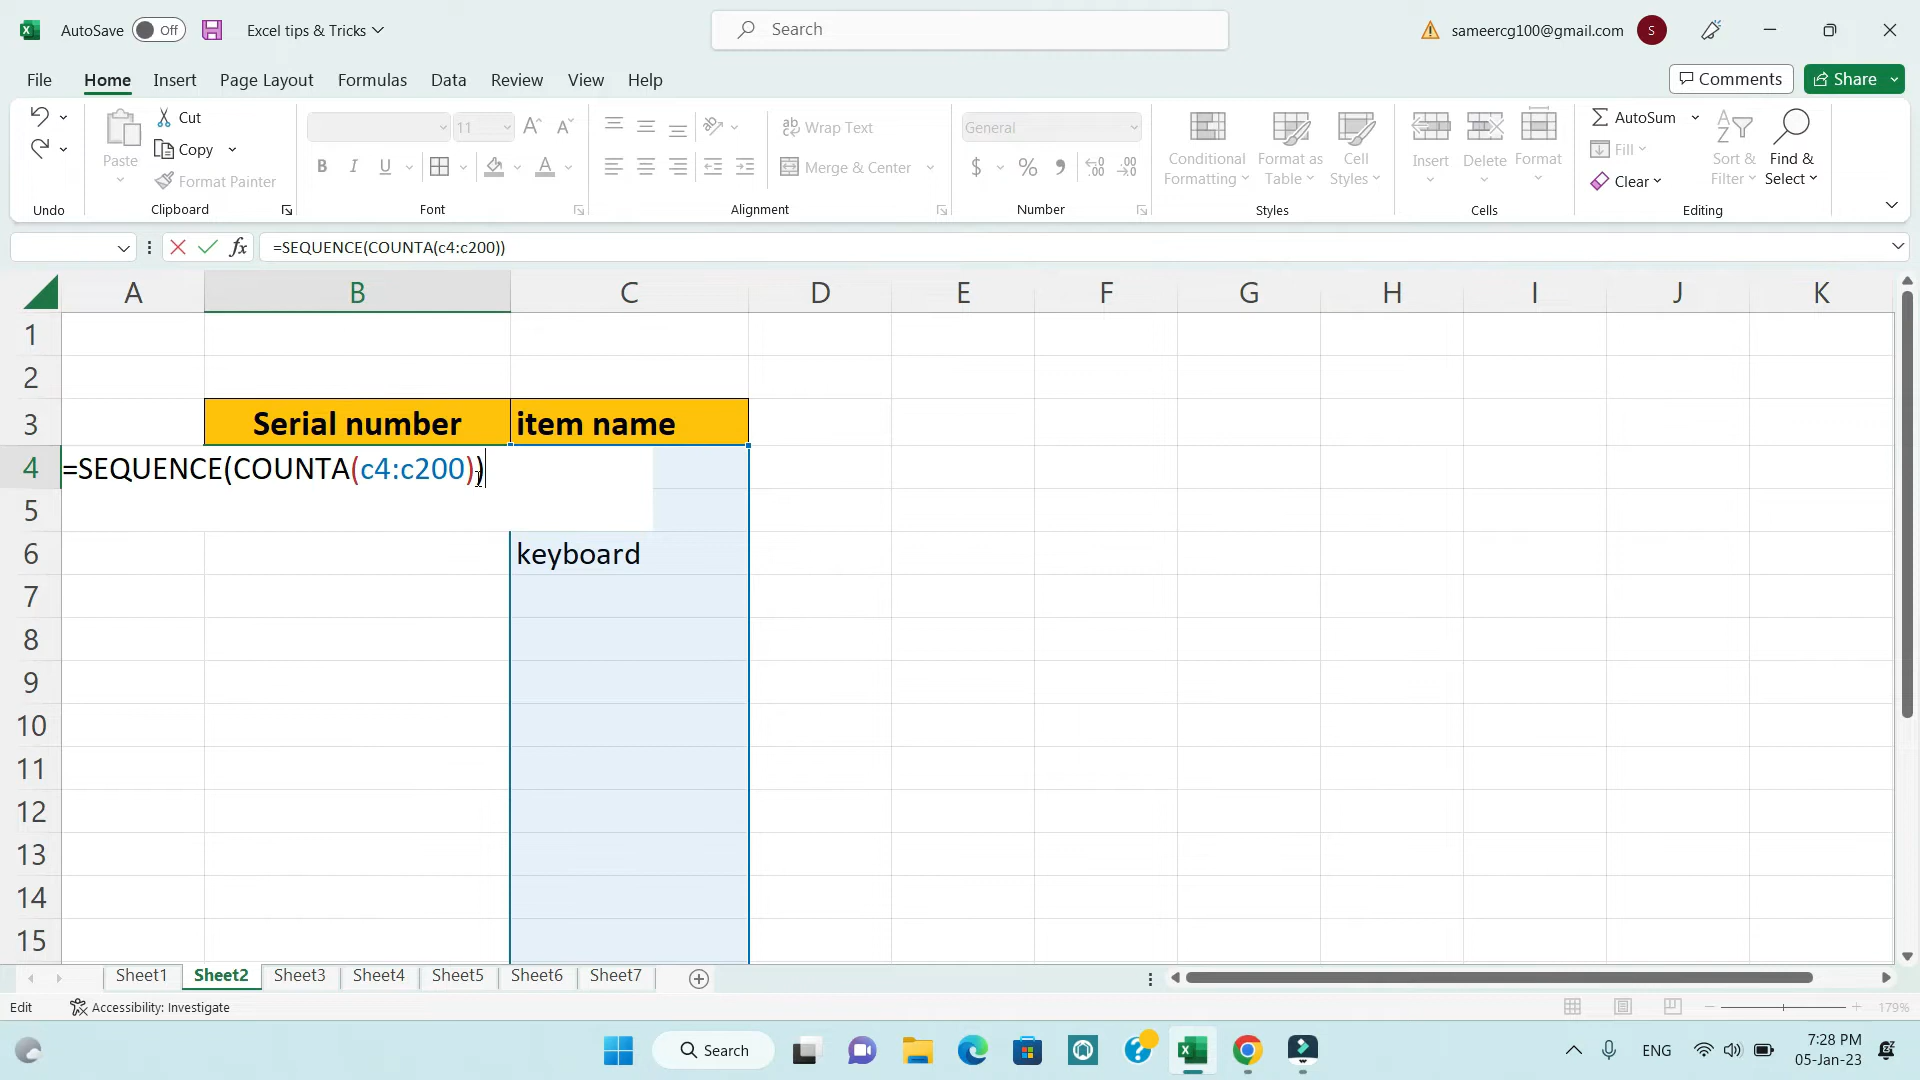 AutoSave Off Excel tips & Tricks Search sameercg100@gmail.com S
File Home Insert Page Layout Formulas Data Review View Help Comments Share
Cut
Copy
Format Painter
Paste
11
Wrap Text
Merge & Center
General
Conditional Formatting
Format as Table
Cell Styles
Insert
Delete
Format
AutoSum
Fill
Clear
Sort & Filter
Find & Select
Undo Clipboard Font Alignment Number Styles Cells Editing
=SEQUENCE(COUNTA(c4:c200))
A B C D E F G H I J K
1
2
3 Serial number item name
4 =SEQUENCE(COUNTA(c4:c200))
5
6 keyboard
7
8
9
10
11
12
13
14
15
Sheet1 Sheet2 Sheet3 Sheet4 Sheet5 Sheet6 Sheet7
Edit Accessibility: Investigate 179%
Search ENG 7:28 PM
05-Jan-23